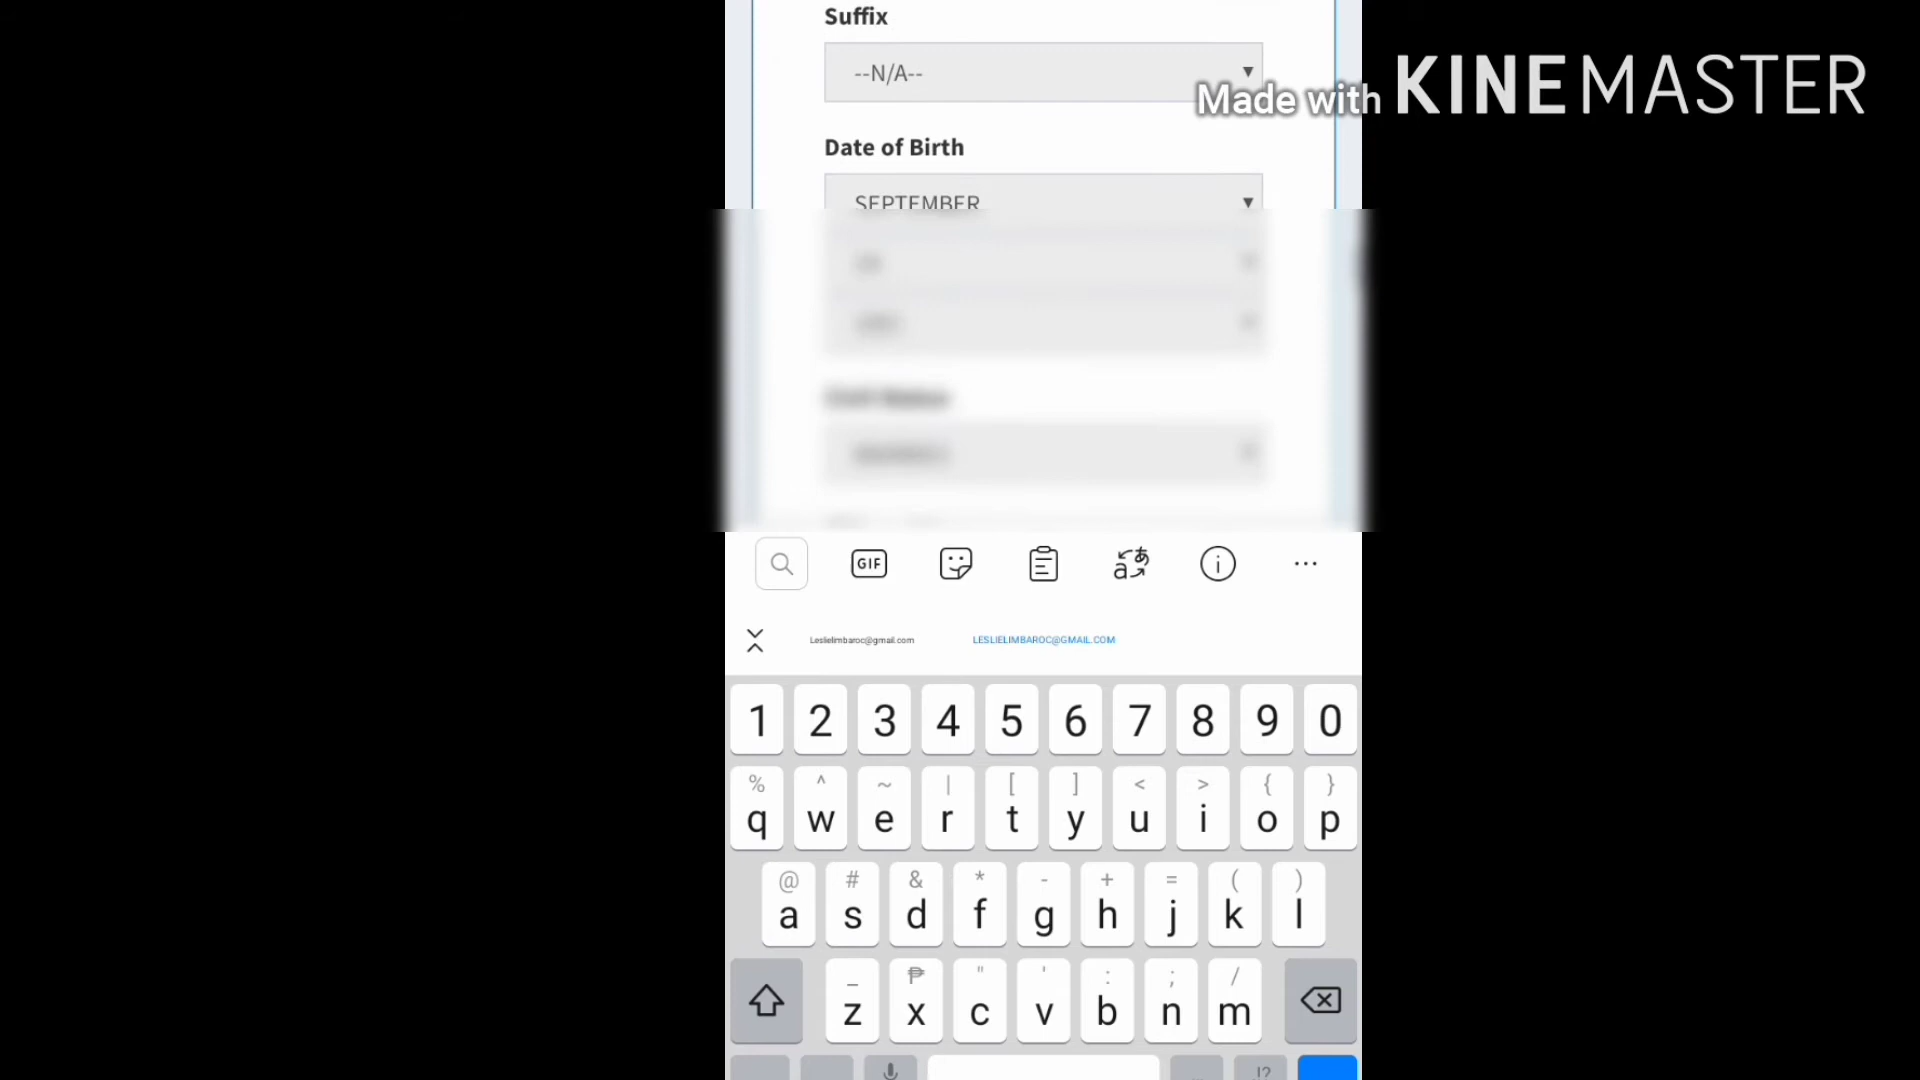 Suffix
--N/A--
Made with KINEMASTER
Date of Birth
SEPTEMBER
GIF
Leslielimbaroc@gmail.com LESLIELIMBAROC@GMAIL.COM
1 2 3 4 5 6 7 8 9 0
% ^ ~ | [ ] < > { }
q w e r t y u i o p
@ # & * - + = ( )
a s d f g h j k l
_ ₱ " ' : ; /
z x c v b n m
!?